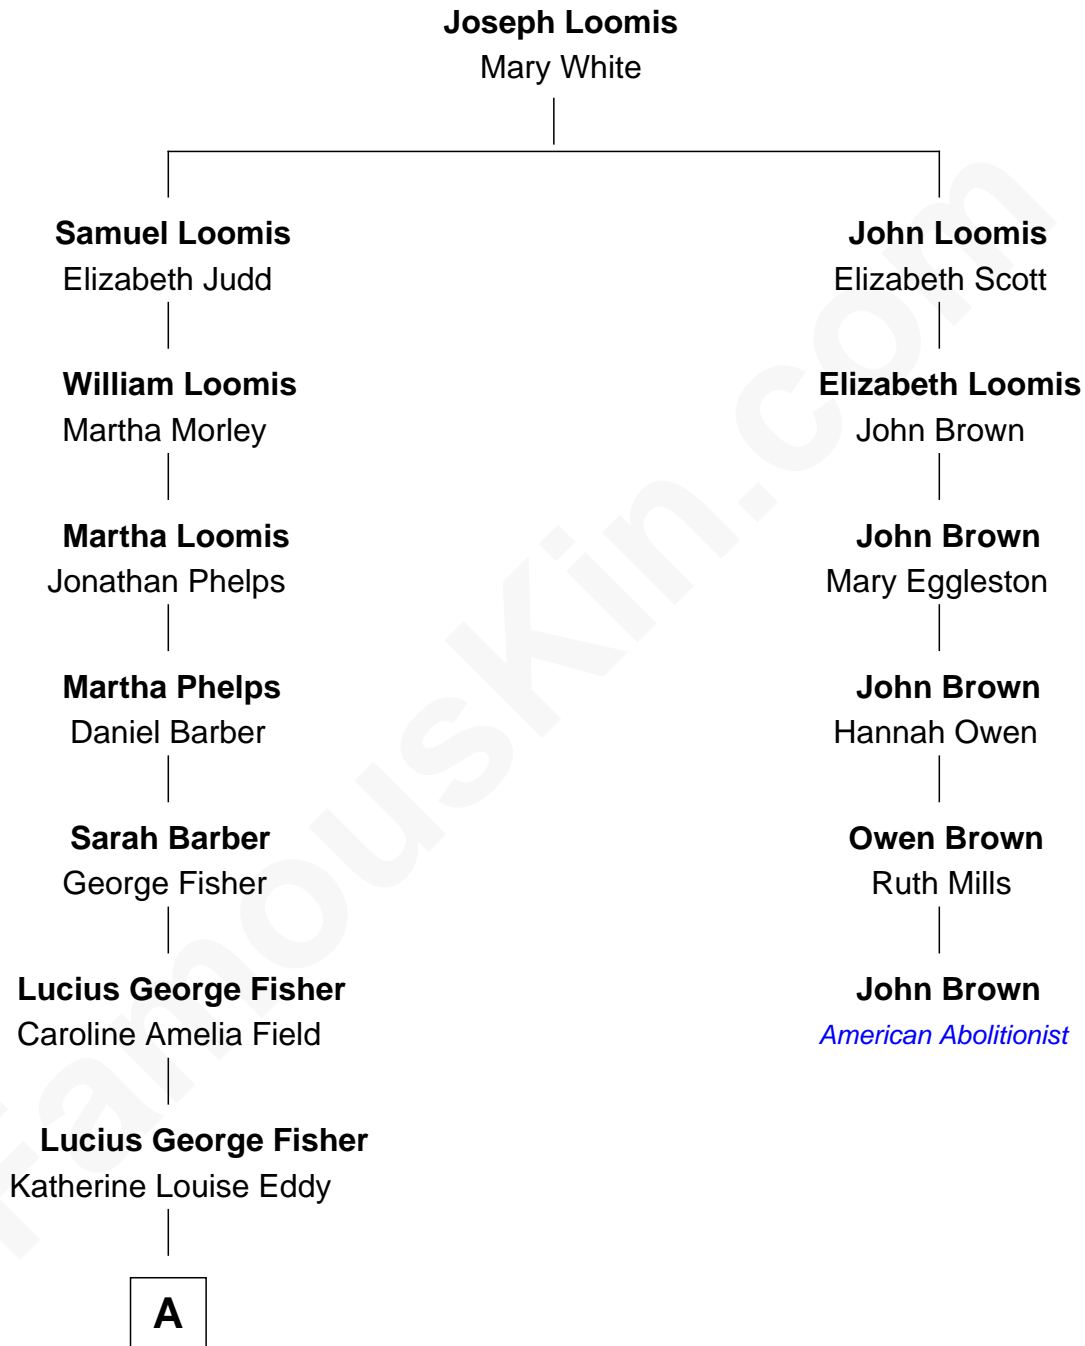 Joseph Loomis
Mary White
Samuel Loomis
Elizabeth Judd
William Loomis
Martha Morley
Martha Loomis
Jonathan Phelps
Martha Phelps
Daniel Barber
Sarah Barber
George Fisher
Lucius George Fisher
Caroline Amelia Field
Lucius George Fisher
Katherine Louise Eddy
A
John Loomis
Elizabeth Scott
Elizabeth Loomis
John Brown
John Brown
Mary Eggleston
John Brown
Hannah Owen
Owen Brown
Ruth Mills
John Brown
American Abolitionist
FamousKin.com